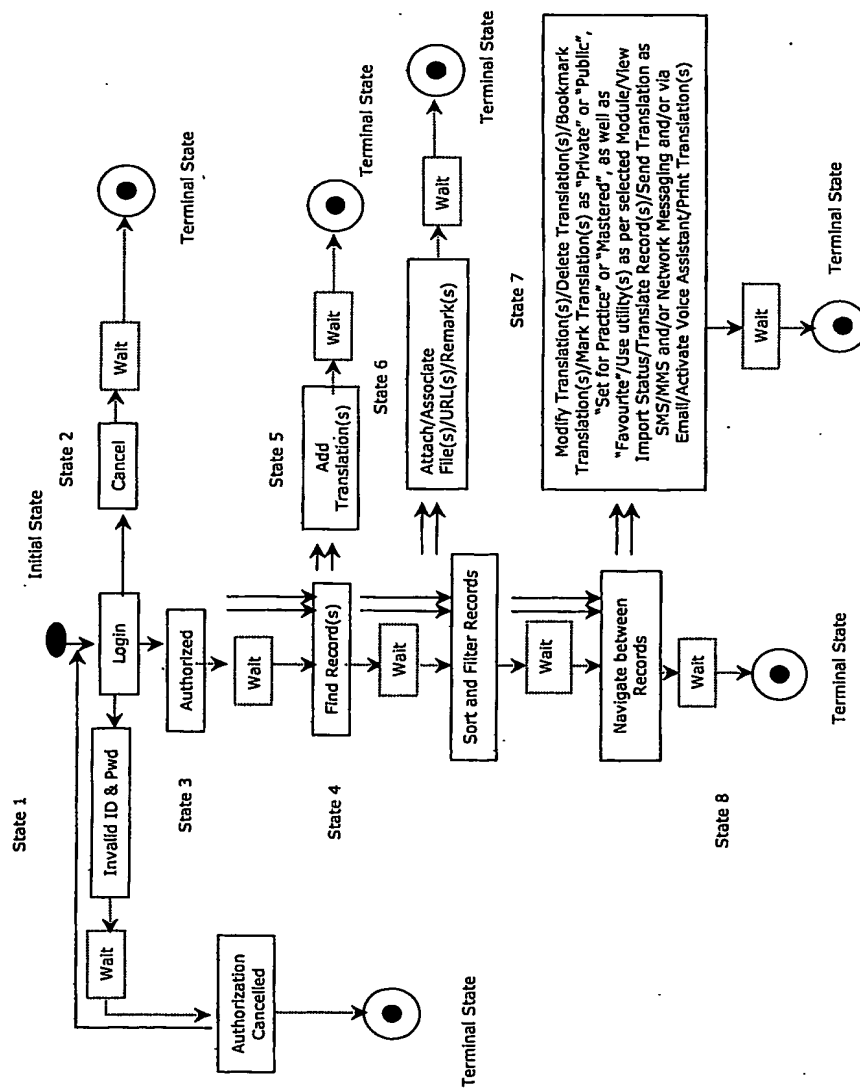 Initial State
State 1
State 2
Login
Cancel
Wait
Terminal State
Invalid ID & Pwd
Wait
Authorization
Cancelled
Terminal State
State 3
Authorized
Wait
State 4
Find Record(s)
State 5
Add
Translation(s)
Wait
Terminal State
Wait
Sort and Filter Records
State 6
Attach/Associate
File(s)/URL(s)/Remark(s)
Wait
Terminal State
Wait
Navigate between
Records
State 7
Modify Translation(s)/Delete Translation(s)/Bookmark
Translation(s)/Mark Translation(s) as "Private" or "Public",
"Set for Practice" or "Mastered", as well as
"Favourite"/Use utility(s) as per selected Module/View
Import Status/Translate Record(s)/Send Translation as
SMS/MMS and/or Network Messaging and/or via
Email/Activate Voice Assistant/Print Translation(s)
Wait
Terminal State
State 8
Wait
Terminal State